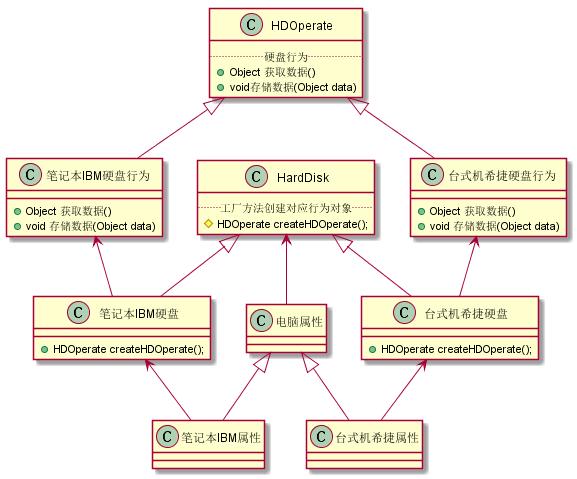 C HDOperate
硬盘行为
Object 获取数据()
void存储数据(Object data)
C 笔记本IBM硬盘行为
Object 获取数据()
void 存储数据(Object data)
C HardDisk
工厂方法创建对应行为对象
HDOperate createHDOperate();
C 台式机希捷硬盘行为
Object 获取数据()
void 存储数据(Object data)
C 笔记本IBM硬盘
HDOperate createHDOperate();
C 电脑属性
C 台式机希捷硬盘
HDOperate createHDOperate();
C 笔记本IBM属性
C 台式机希捷属性